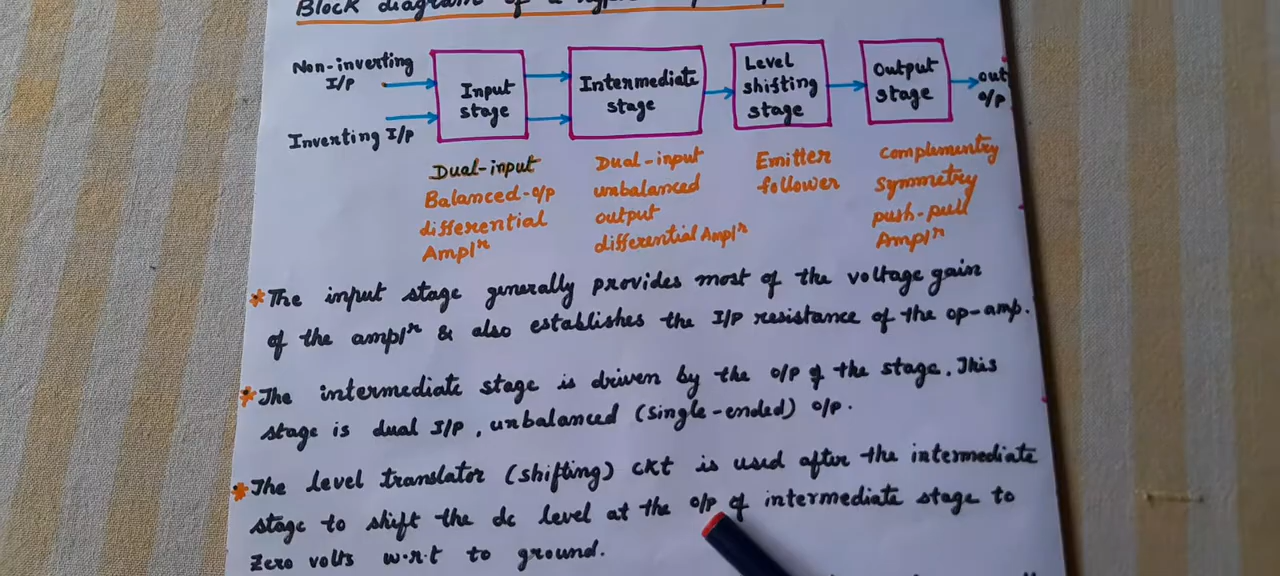 Block diagram of a
Non-inverting
I/P
Inverting I/P
Input
stage
Intermediate
stage
Level
shifting
stage
Output
stage
out
o/p
Dual-input
Balanced-o/p
differential
Amplr
Dual-input
unbalanced
output
differential Amplr
Emitter
follower
Complementry
symmetry
push-pull
Amplr
*The input stage generally provides most of the voltage gain
of the amplr & also establishes the I/P resistance of the op-amp.
*The intermediate stage is driven by the o/p of the stage. This
stage is dual I/P, unbalanced (single-ended) o/p.
*The level translator (shifting) ckt is used after the intermediate
stage to shift the dc level at the o/p of intermediate stage to
zero volts w.r.t to ground.